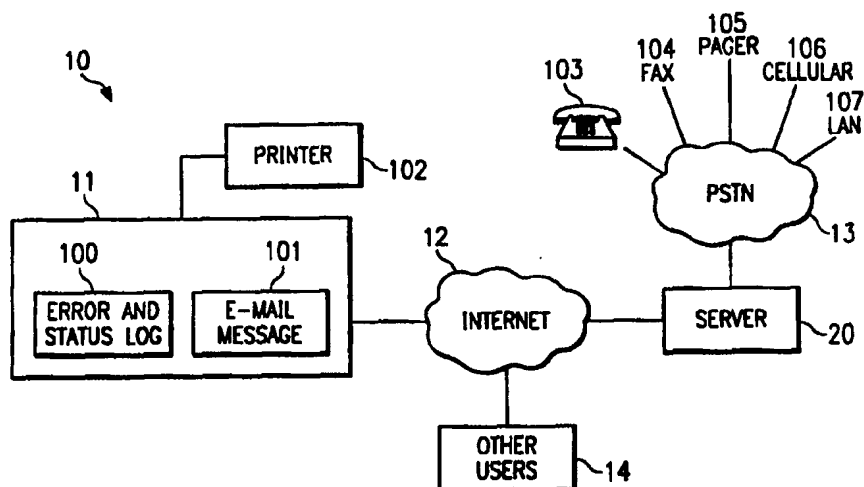 10
103
104
FAX
105
PAGER
106
CELLULAR
107
LAN
PRINTER
102
PSTN
13
11
100
ERROR AND
STATUS LOG
101
E-MAIL
MESSAGE
12
INTERNET
SERVER
20
OTHER
USERS
14